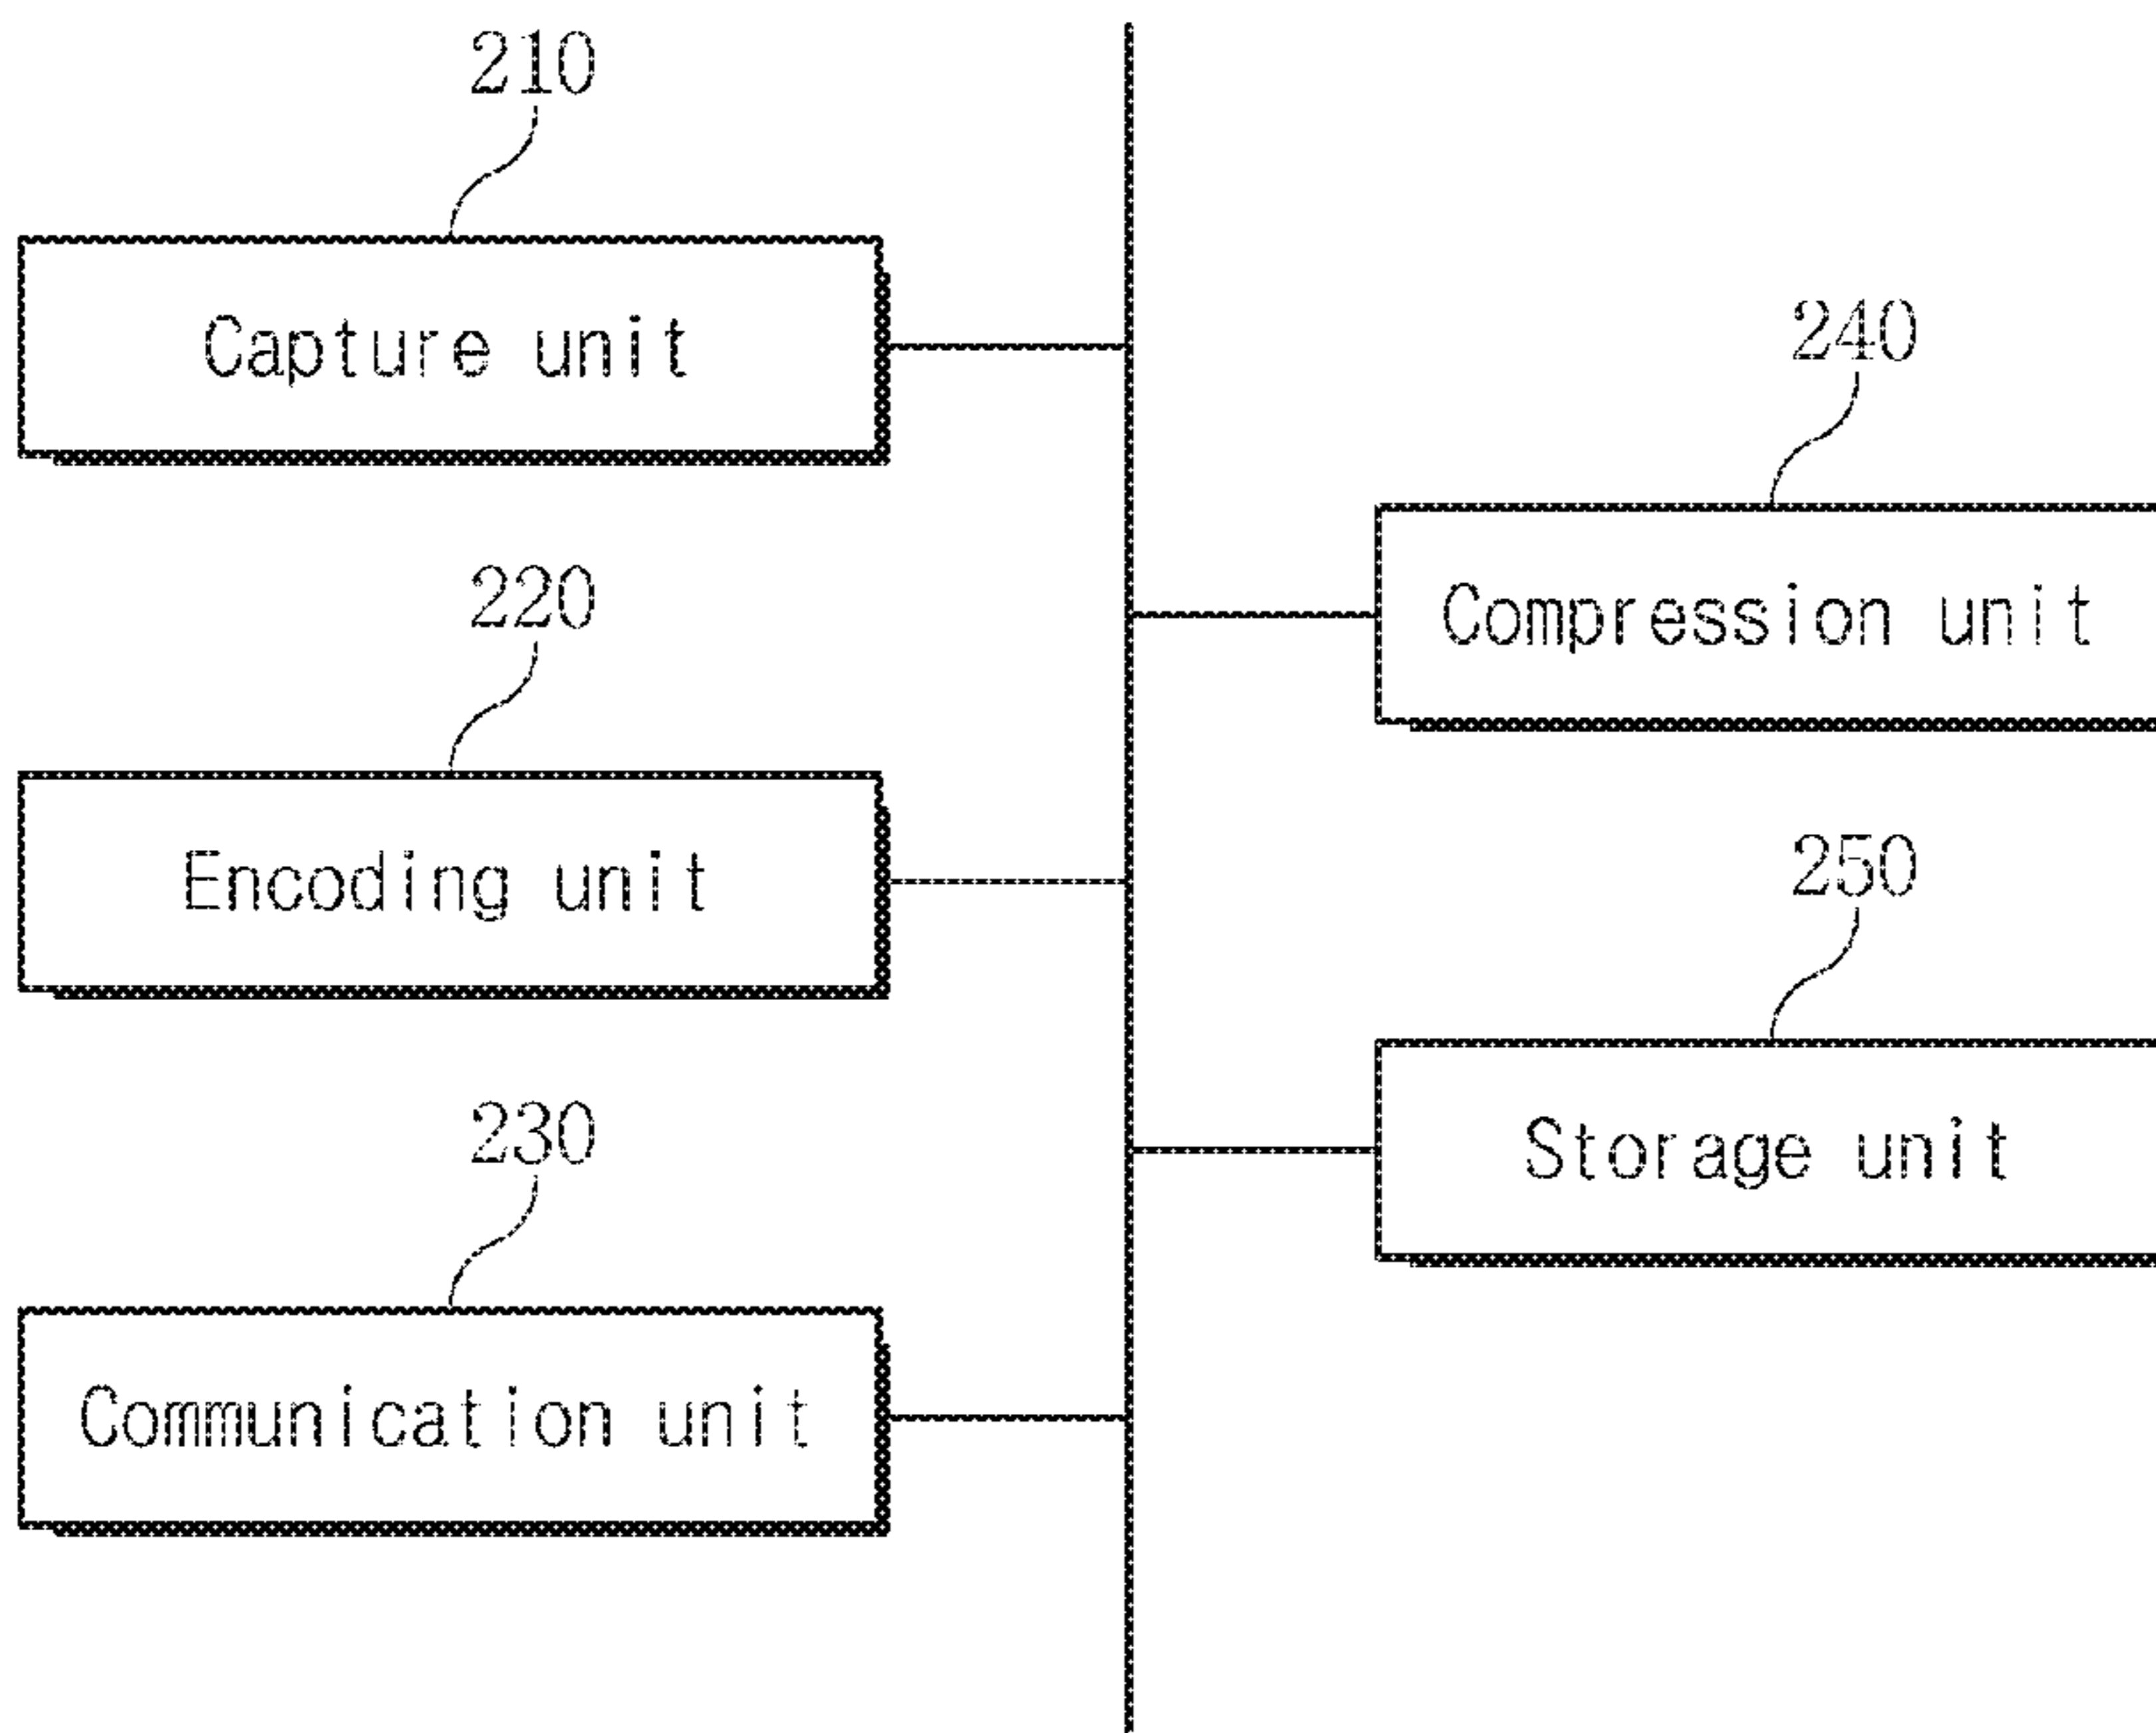 210
Capture unit
240
Compression unit
220
Encoding unit
250
Storage unit
230
Communication unit